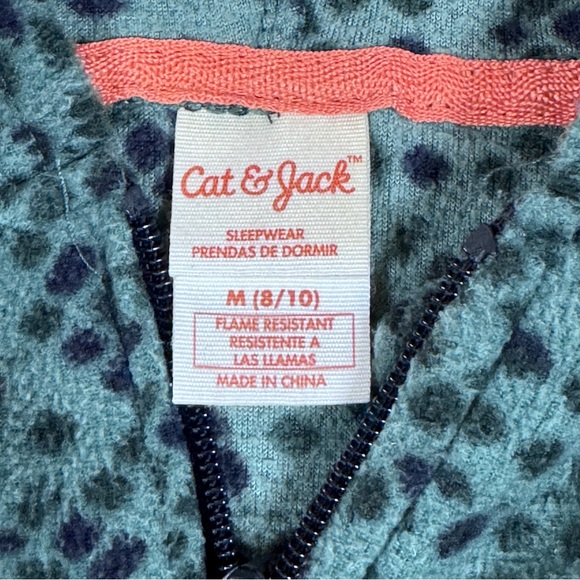 Cat & Jack™
SLEEPWEAR
PRENDAS DE DORMIR
M (8/10)
FLAME RESISTANT
RESISTENTE A
LAS LLAMAS
MADE IN CHINA